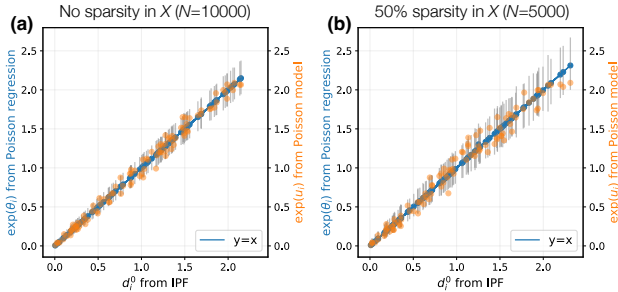 No sparsity in X (N=10000)
(a)
exp(θᵢ) from Poisson regression
2.5
2.0
1.5
1.0
0.5
0.0
0.0 0.5 1.0 1.5 2.0
2.5
2.0
1.5
1.0
0.5
0.0
exp(uᵢ) from Poisson model
y=x
dᵢ⁰ from IPF
50% sparsity in X (N=5000)
(b)
exp(θᵢ) from Poisson regression
2.5
2.0
1.5
1.0
0.5
0.0
0.0 0.5 1.0 1.5 2.0
2.5
2.0
1.5
1.0
0.5
0.0
exp(uᵢ) from Poisson model
y=x
dᵢ⁰ from IPF